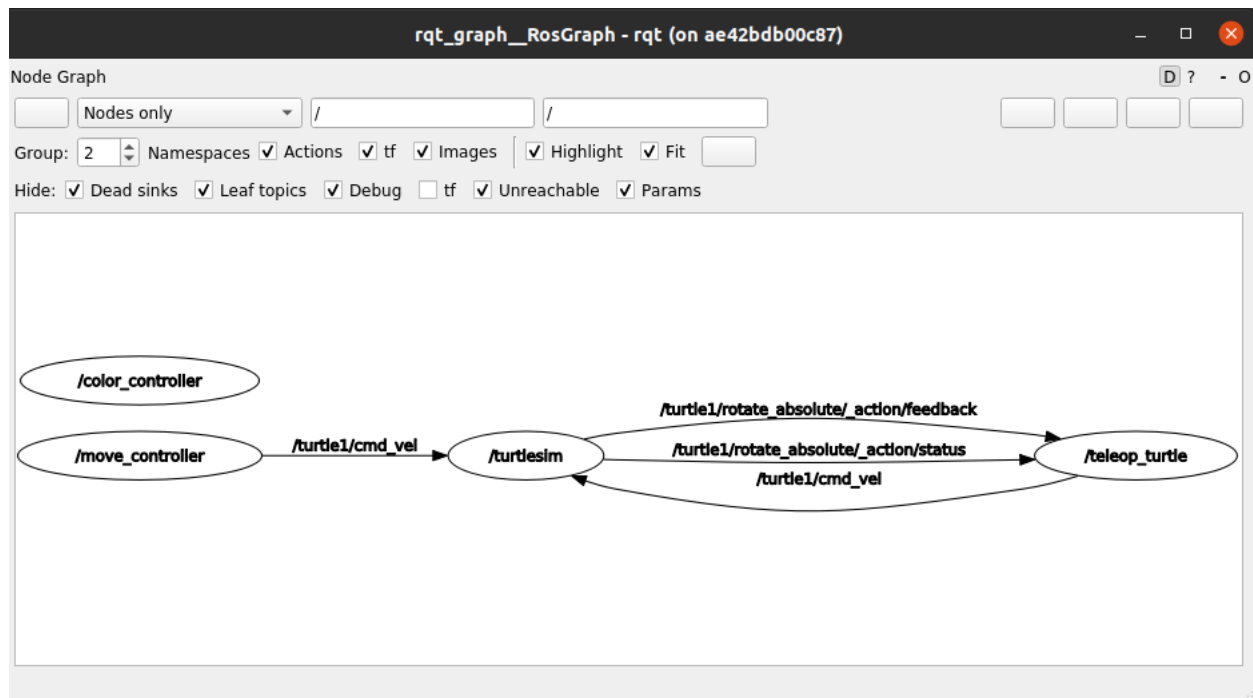 rqt_graph__RosGraph - rqt (on ae42bdb00c87)
Node Graph D ? - O
Nodes only / /
Group: 2 Namespaces Actions tf Images Highlight Fit
Hide: Dead sinks Leaf topics Debug tf Unreachable Params
/color_controller
/turtle1/rotate_absolute/_action/feedback
/move_controller /turtle1/cmd_vel /turtlesim /turtle1/rotate_absolute/_action/status /teleop_turtle
/turtle1/cmd_vel